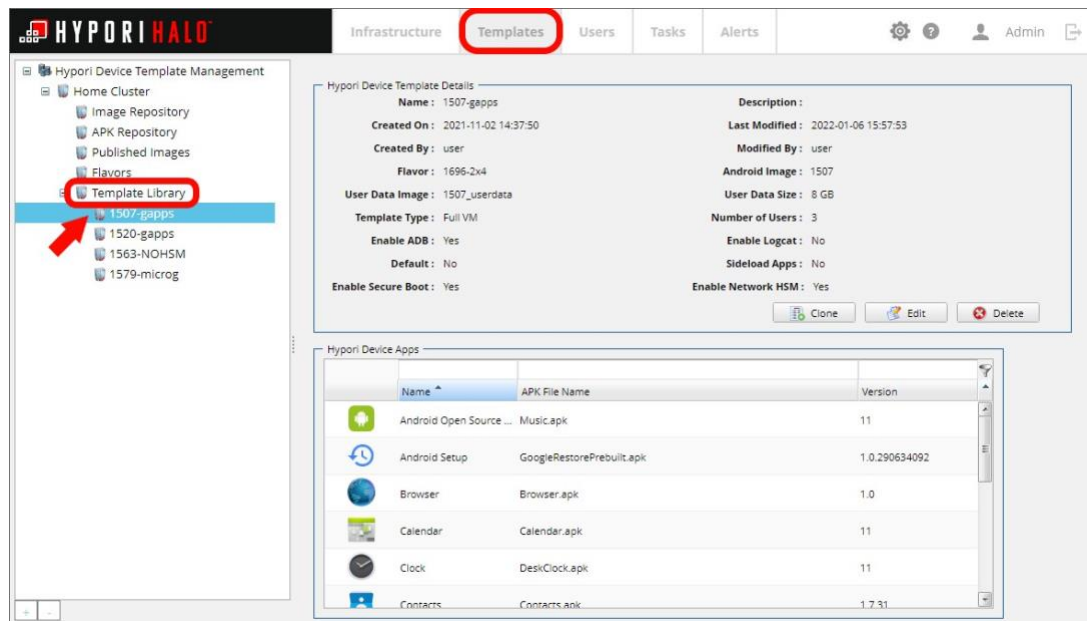 HYPORI HALO
Infrastructure Templates Users Tasks Alerts Admin
Hypori Device Template Management
Home Cluster
Image Repository
APK Repository
Published Images
Flavors
Template Library
1507-gapps
1520-gapps
1563-NOHSM
1579-microg
Hypori Device Template Details
Name : 1507-gapps Description :
Created On : 2021-11-02 14:37:50 Last Modified : 2022-01-06 15:57:53
Created By : user Modified By : user
Flavor : 1696-2x4 Android Image : 1507
User Data Image : 1507_userdata User Data Size : 8 GB
Template Type : Full VM Number of Users : 3
Enable ADB : Yes Enable Logcat : No
Default : No Sideload Apps : No
Enable Secure Boot : Yes Enable Network HSM : Yes
Clone Edit Delete
Hypori Device Apps
Name APK File Name Version
Android Open Source ... Music.apk 11
Android Setup GoogleRestorePrebuilt.apk 1.0.290634092
Browser Browser.apk 1.0
Calendar Calendar.apk 11
Clock DeskClock.apk 11
Contacts Contacts.apk 1.7.31